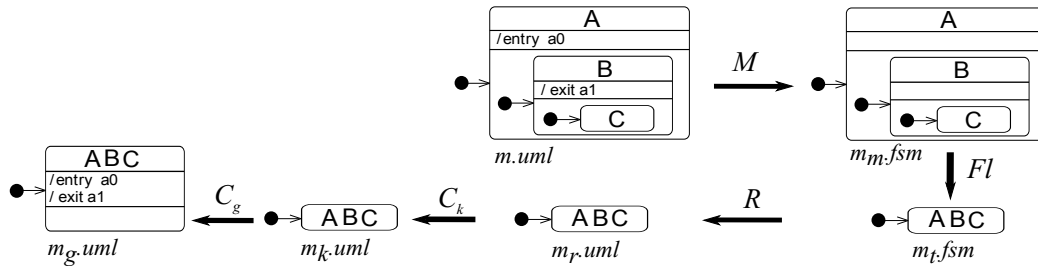 A
/entry a0
B
/ exit a1
C
m.uml
M
A
B
C
m_m.fsm
Fl
ABC
m_t.fsm
R
ABC
m_r.uml
C_k
ABC
m_k.uml
C_g
ABC
/entry a0
/ exit a1
m_g.uml